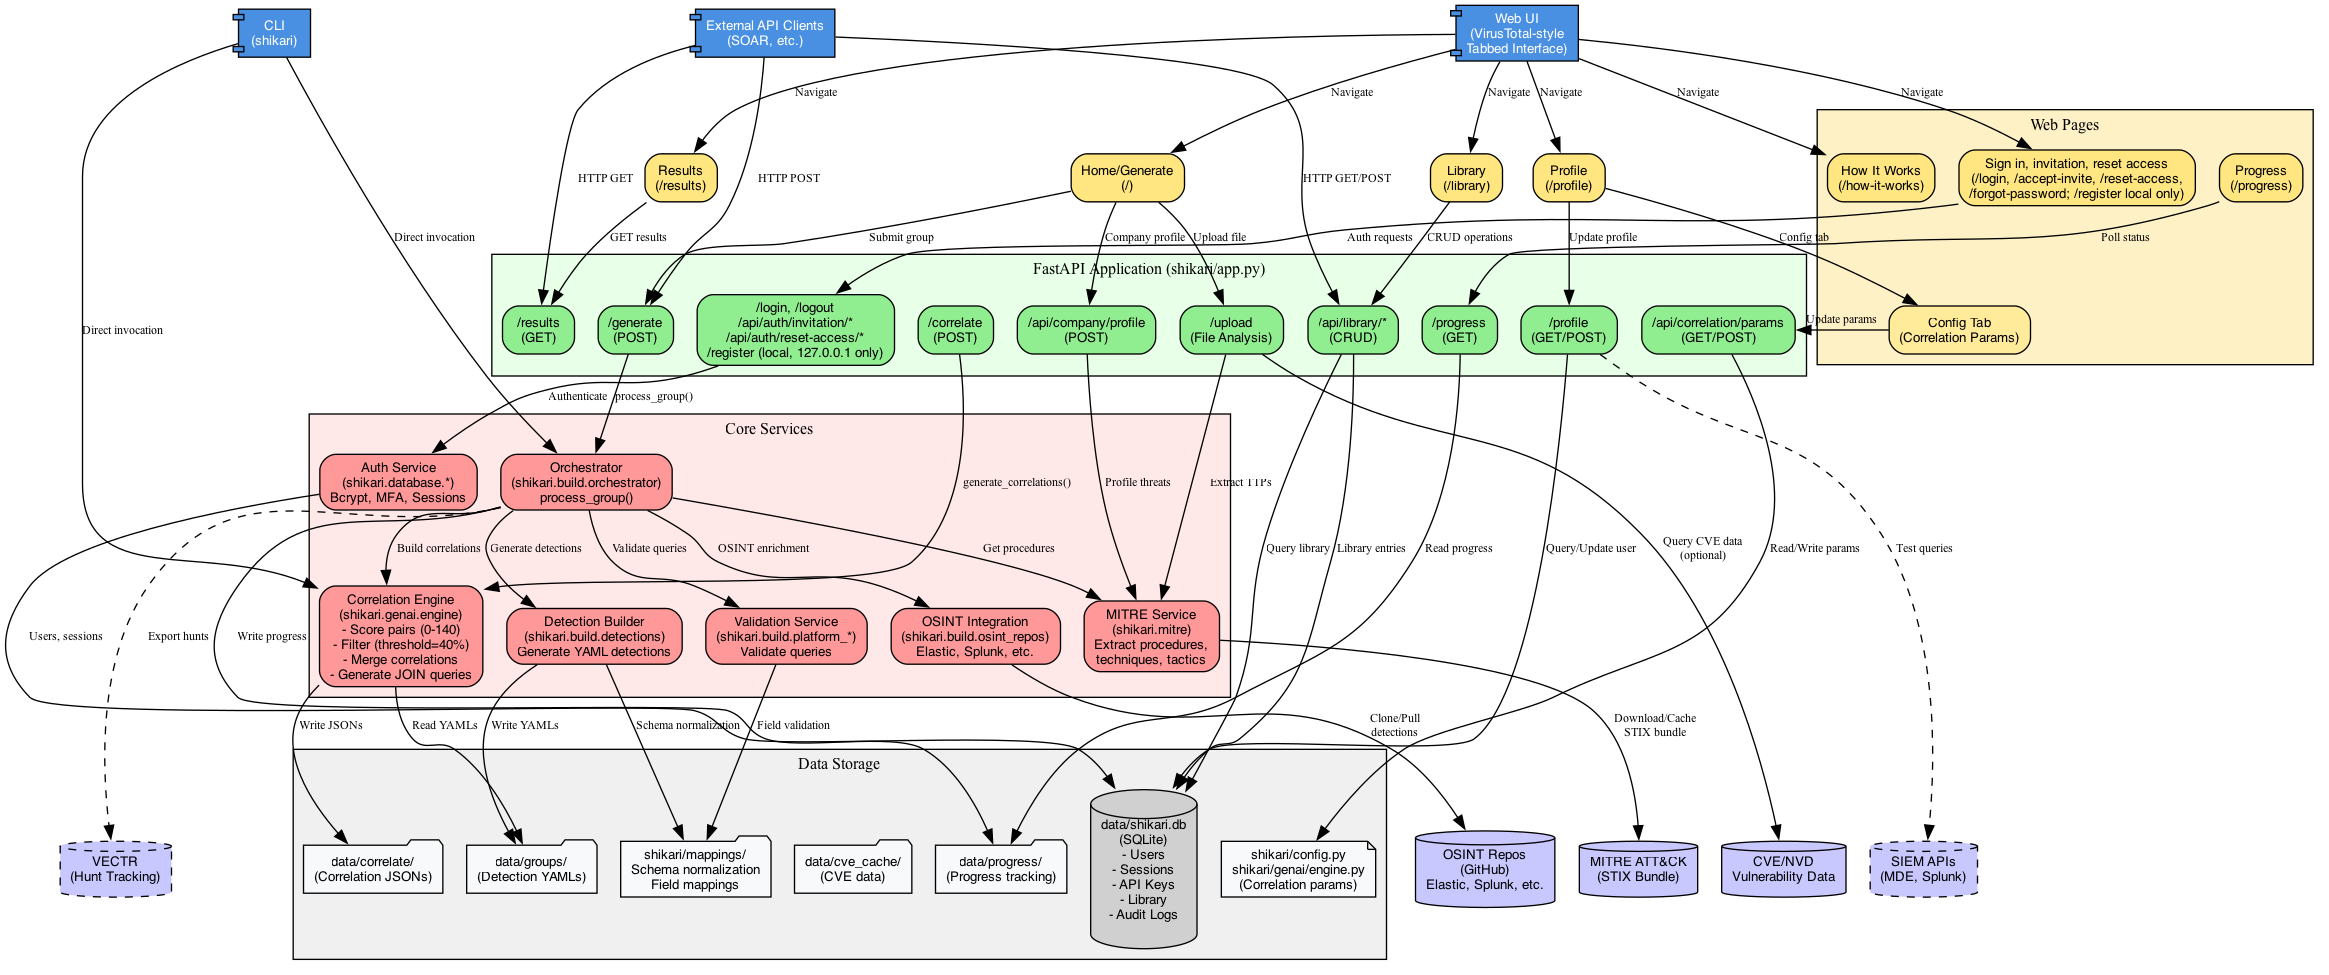 CLI
(shikari)
External API Clients
(SOAR, etc.)
Web UI
(VirusTotal-style
Tabbed Interface)
Navigate
Navigate
Navigate
Navigate
Navigate
Navigate
Web Pages
HTTP GET
Results
(/results)
HTTP POST
Home/Generate
(/)
HTTP GET/POST
Library
(/library)
Profile
(/profile)
How It Works
(/how-it-works)
Sign in, invitation, reset access
(/login, /accept-invite, /reset-access,
/forgot-password; /register local only)
Progress
(/progress)
Direct invocation
GET results
Submit group
Company profile
Upload file
Auth requests
CRUD operations
Update profile
Config tab
Poll status
FastAPI Application (shikari/app.py)
Direct invocation
/results
(GET)
/generate
(POST)
/login, /logout
/api/auth/invitation/*
/api/auth/reset-access/*
/register (local, 127.0.0.1 only)
/correlate
(POST)
/api/company/profile
(POST)
/upload
(File Analysis)
/api/library/*
(CRUD)
/progress
(GET)
/profile
(GET/POST)
/api/correlation/params
(GET/POST)
Update params
Config Tab
(Correlation Params)
Authenticate
process_group()
Core Services
Auth Service
(shikari.database.*)
Bcrypt, MFA, Sessions
Orchestrator
(shikari.build.orchestrator)
process_group()
generate_correlations()
Profile threats
Extract TTPs
Build correlations
Generate detections
Validate queries
OSINT enrichment
Get procedures
Query library
Library entries
Read progress
Query/Update user
Query CVE data
(optional)
Read/Write params
Test queries
Users, sessions
Export hunts
Write progress
Correlation Engine
(shikari.genai.engine)
- Score pairs (0-140)
- Filter (threshold=40%)
- Merge correlations
- Generate JOIN queries
Detection Builder
(shikari.build.detections)
Generate YAML detections
Validation Service
(shikari.build.platform_*)
Validate queries
OSINT Integration
(shikari.build.osint_repos)
Elastic, Splunk, etc.
MITRE Service
(shikari.mitre)
Extract procedures,
techniques, tactics
Write JSONs
Read YAMLs
Write YAMLs
Schema normalization
Field validation
Clone/Pull
detections
Download/Cache
STIX bundle
Data Storage
VECTR
(Hunt Tracking)
data/correlate/
(Correlation JSONs)
data/groups/
(Detection YAMLs)
shikari/mappings/
Schema normalization
Field mappings
data/cve_cache/
(CVE data)
data/progress/
(Progress tracking)
data/shikari.db
(SQLite)
- Users
- Sessions
- API Keys
- Library
- Audit Logs
shikari/config.py
shikari/genai/engine.py
(Correlation params)
OSINT Repos
(GitHub)
Elastic, Splunk, etc.
MITRE ATT&CK
(STIX Bundle)
CVE/NVD
Vulnerability Data
SIEM APIs
(MDE, Splunk)